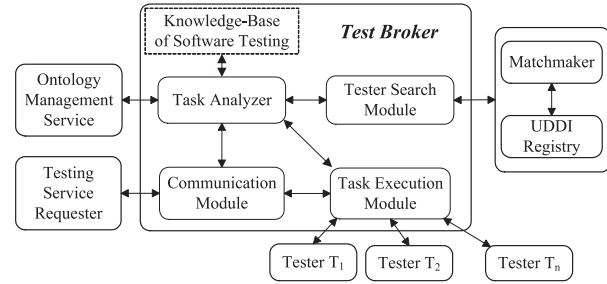 Knowledge-Base
of Software Testing
Test Broker
Ontology
Management
Service
Task Analyzer
Tester Search
Module
Matchmaker
UDDI
Registry
Testing
Service
Requester
Communication
Module
Task Execution
Module
Tester T1
Tester T2
Tester Tn